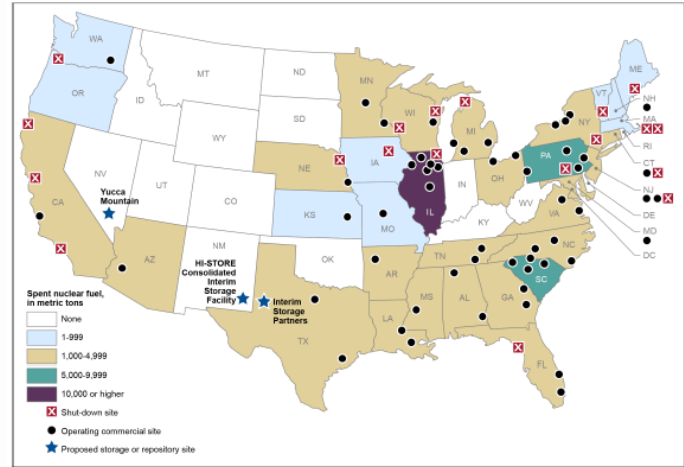 WA
OR
CA
ID
NV
MT
WY
UT
AZ
CO
NM
ND
SD
NE
KS
OK
TX
MN
IA
MO
AR
LA
WI
IL
MI
IN
OH
KY
TN
MS
AL
GA
FL
SC
NC
VA
WV
PA
NY
VT
ME
NH
MA
RI
CT
NJ
DE
MD
DC
Yucca
Mountain
HI-STORE
Consolidated
Interim
Storage
Facility
Interim
Storage
Partners
Spent nuclear fuel,
in metric tons
None
1-999
1,000-4,999
5,000-9,999
10,000 or higher
Shut-down site
Operating commercial site
Proposed storage or repository site